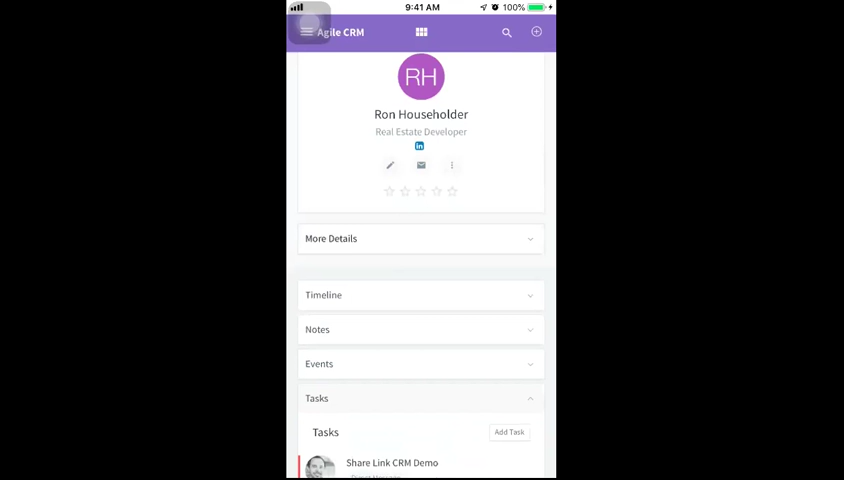 9:41 AM
100%
Agile CRM
RH
Ron Householder
Real Estate Developer
in
More Details
Timeline
Notes
Events
Tasks
Tasks
Add Task
Share Link CRM Demo